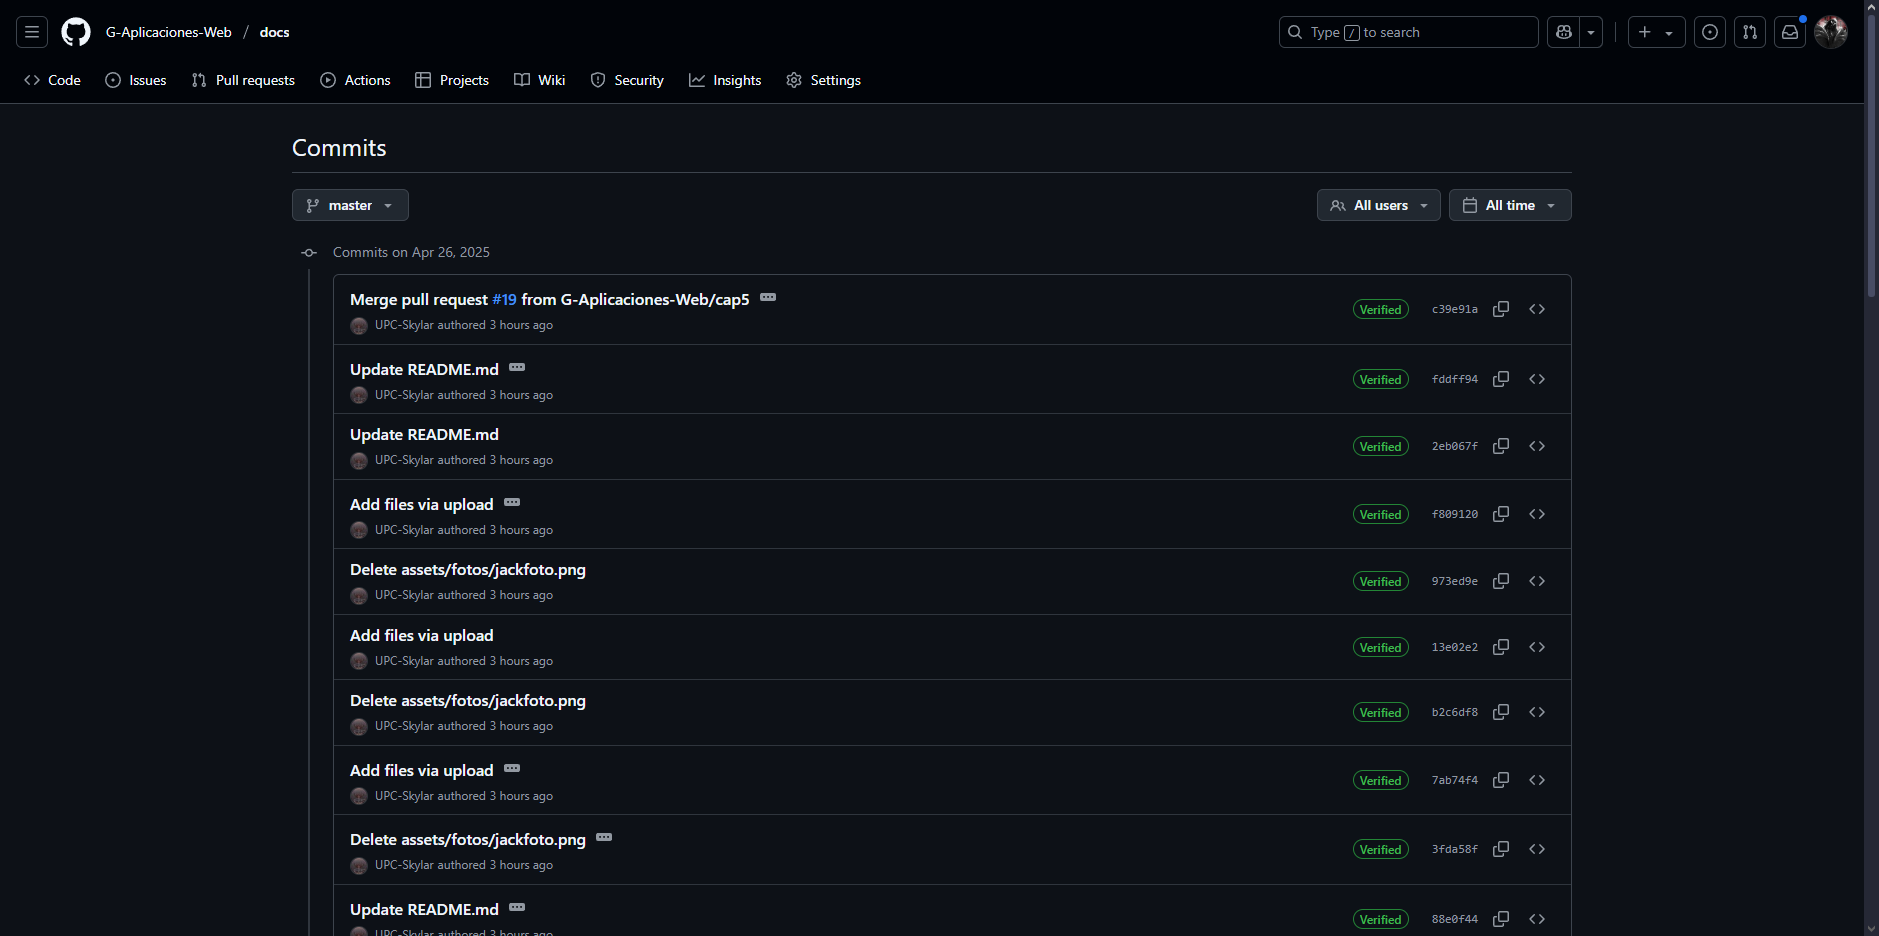 G-Aplicaciones-Web / docs
Type / to search
Code Issues Pull requests Actions Projects Wiki Security Insights Settings
Commits
master
All users All time
Commits on Apr 26, 2025
Merge pull request #19 from G-Aplicaciones-Web/cap5
UPC-Skylar authored 3 hours ago
Verified c39e91a
Update README.md
UPC-Skylar authored 3 hours ago
Verified fddff94
Update README.md
UPC-Skylar authored 3 hours ago
Verified 2eb067f
Add files via upload
UPC-Skylar authored 3 hours ago
Verified f809120
Delete assets/fotos/jackfoto.png
UPC-Skylar authored 3 hours ago
Verified 973ed9e
Add files via upload
UPC-Skylar authored 3 hours ago
Verified 13e02e2
Delete assets/fotos/jackfoto.png
UPC-Skylar authored 3 hours ago
Verified b2c6df8
Add files via upload
UPC-Skylar authored 3 hours ago
Verified 7ab74f4
Delete assets/fotos/jackfoto.png
UPC-Skylar authored 3 hours ago
Verified 3fda58f
Update README.md
UPC-Skylar authored 3 hours ago
Verified 88e0f44